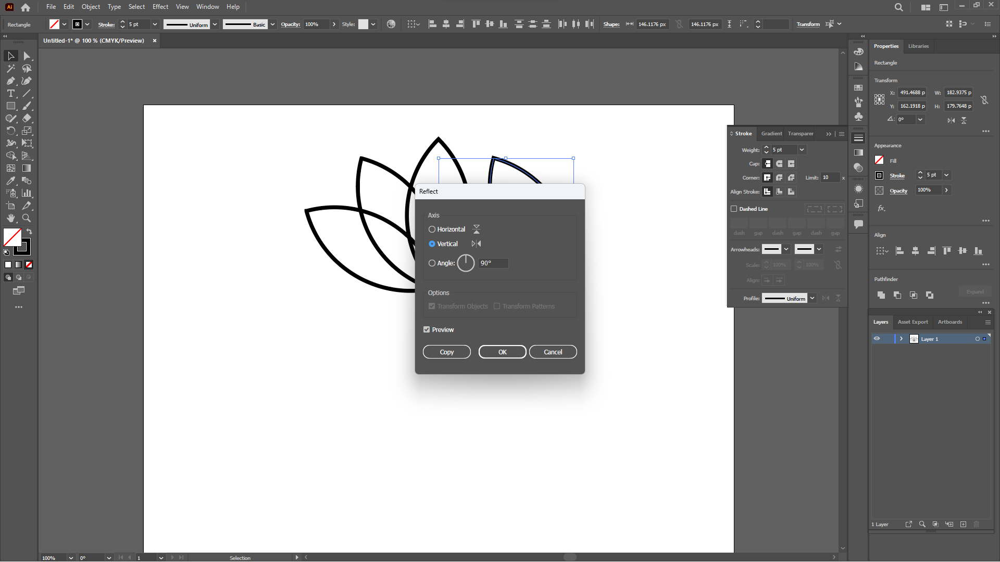 Ai File Edit Object Type Select Effect View Window Help
Rectangle Stroke: 5 pt Uniform Basic Opacity: 100% Style: Shape: 146.1176 px 146.1176 px Transform
Untitled-1* @ 100 % (CMYK/Preview)
Properties Libraries
Rectangle
Transform
X: 491.4688 p W: 182.9375 p
Y: 162.1918 p H: 179.7648 p
0°
Appearance
Fill
Stroke 5 pt
Opacity 100%
fx.
Align
Pathfinder
Expand
Stroke Gradient Transparer
Weight: 5 pt
Cap:
Corner: Limit: 10 x
Align Stroke:
Dashed Line
dash gap dash gap dash gap
Arrowheads:
Scale: 100% 100%
Align:
Profile: Uniform
Reflect
Axis
Horizontal
Vertical
Angle: 90°
Options
Transform Objects Transform Patterns
Preview
Copy OK Cancel
Layers Asset Export Artboards
Layer 1
1 Layer
100% 0° 1 Selection